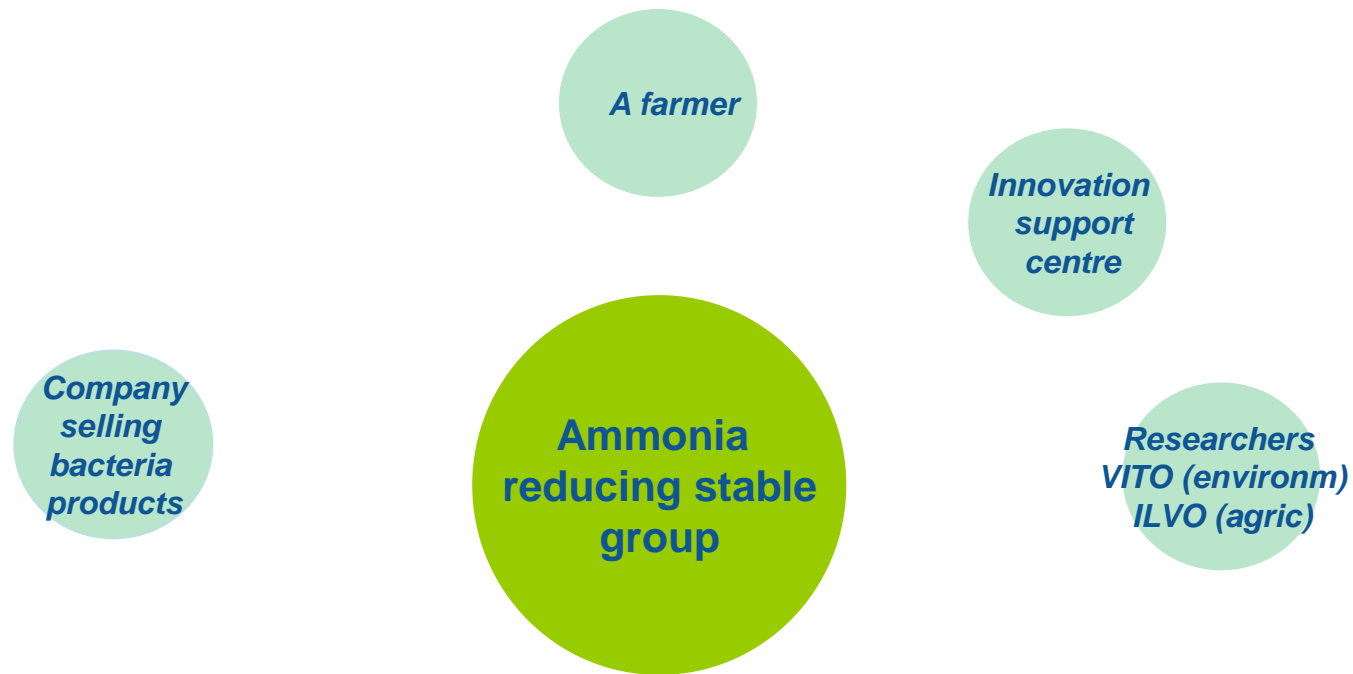 A farmer
Innovation
support
centre
Company
selling
bacteria
products
Ammonia
reducing stable
group
Researchers
VITO (environm)
ILVO (agric)